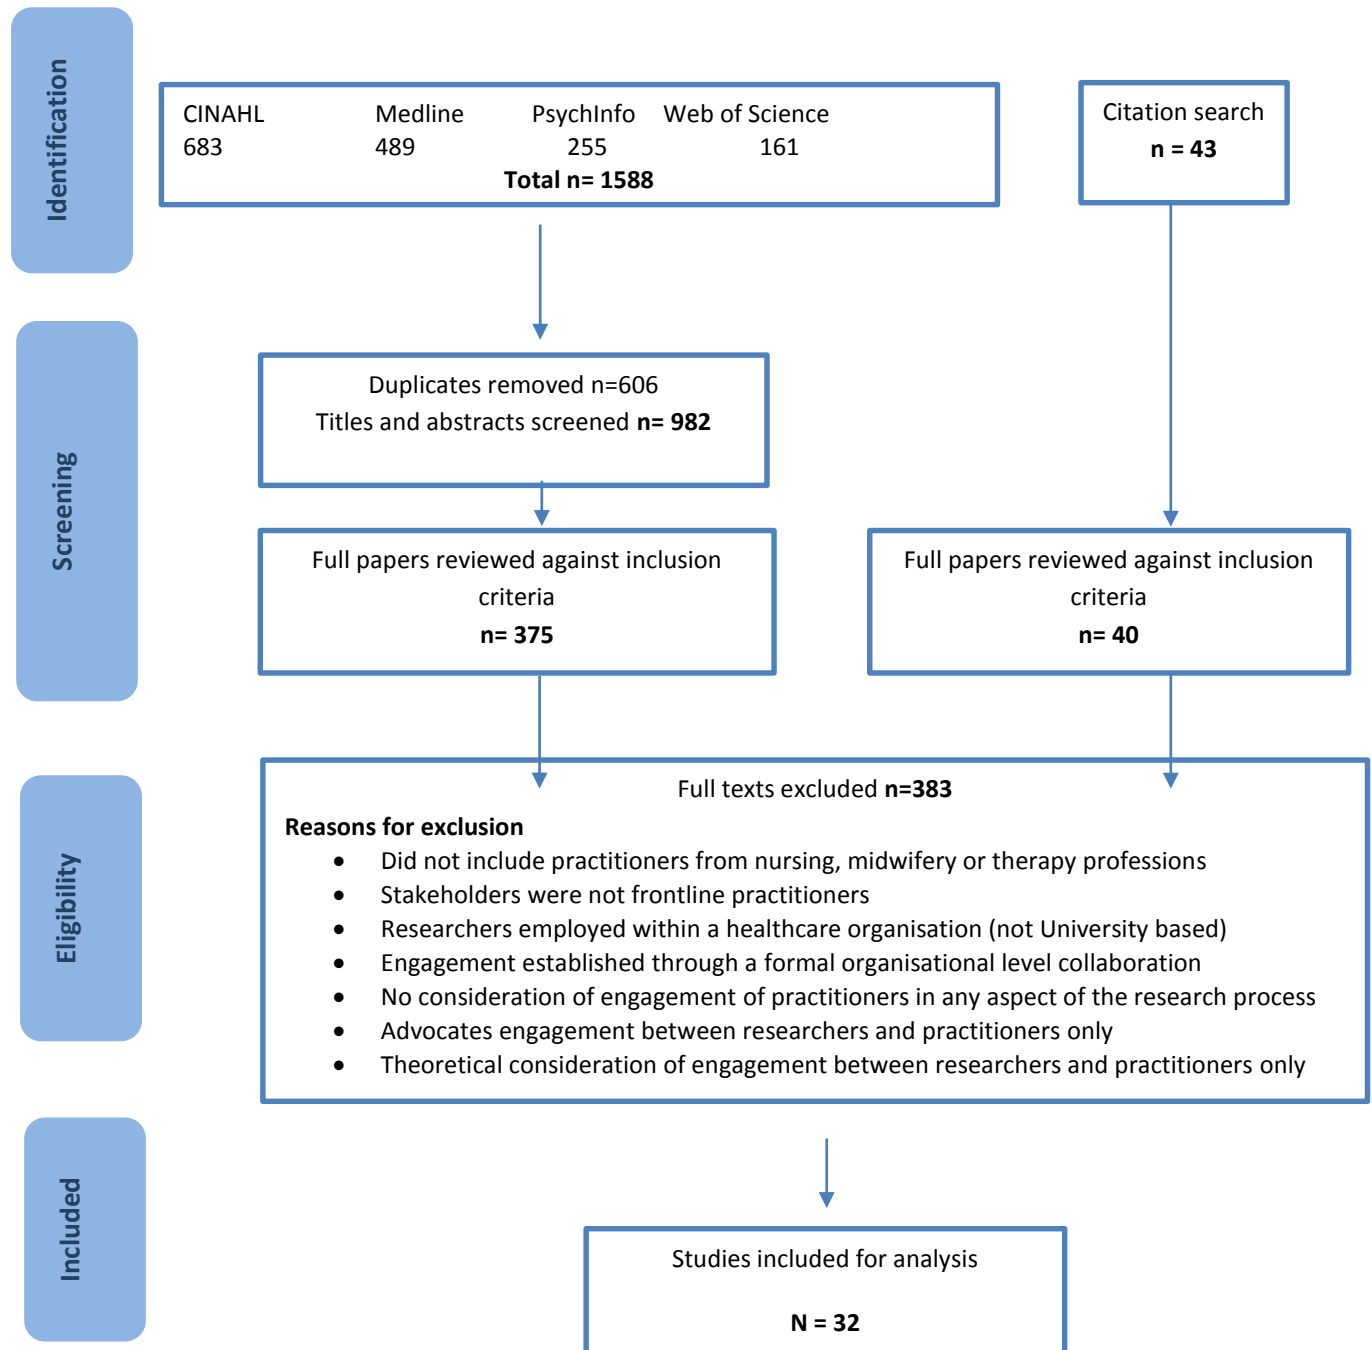 Identification
CINAHL Medline PsychInfo Web of Science
683 489 255 161
Total n= 1588
Citation search
n = 43
Screening
Duplicates removed n=606
Titles and abstracts screened n= 982
Full papers reviewed against inclusion
criteria
n= 375
Full papers reviewed against inclusion
criteria
n= 40
Eligibility
Full texts excluded n=383
Reasons for exclusion
• Did not include practitioners from nursing, midwifery or therapy professions
• Stakeholders were not frontline practitioners
• Researchers employed within a healthcare organisation (not University based)
• Engagement established through a formal organisational level collaboration
• No consideration of engagement of practitioners in any aspect of the research process
• Advocates engagement between researchers and practitioners only
• Theoretical consideration of engagement between researchers and practitioners only
Included
Studies included for analysis
N = 32